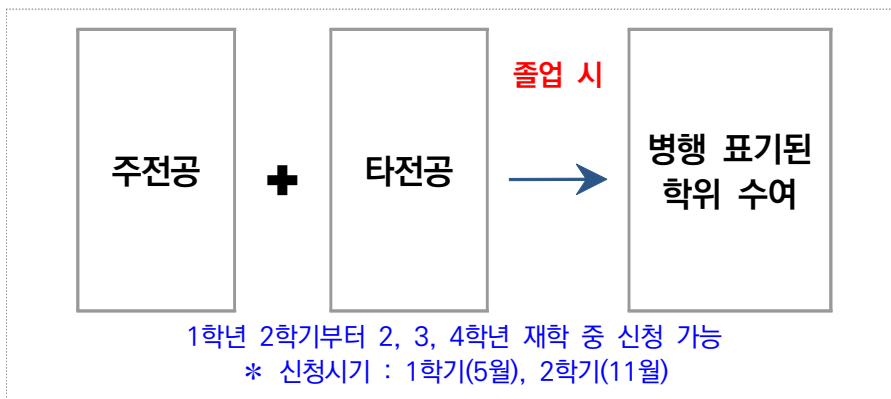 졸업 시
주전공
✚
타전공
병행 표기된
학위 수여
1학년 2학기부터 2, 3, 4학년 재학 중 신청 가능
* 신청시기 : 1학기(5월), 2학기(11월)